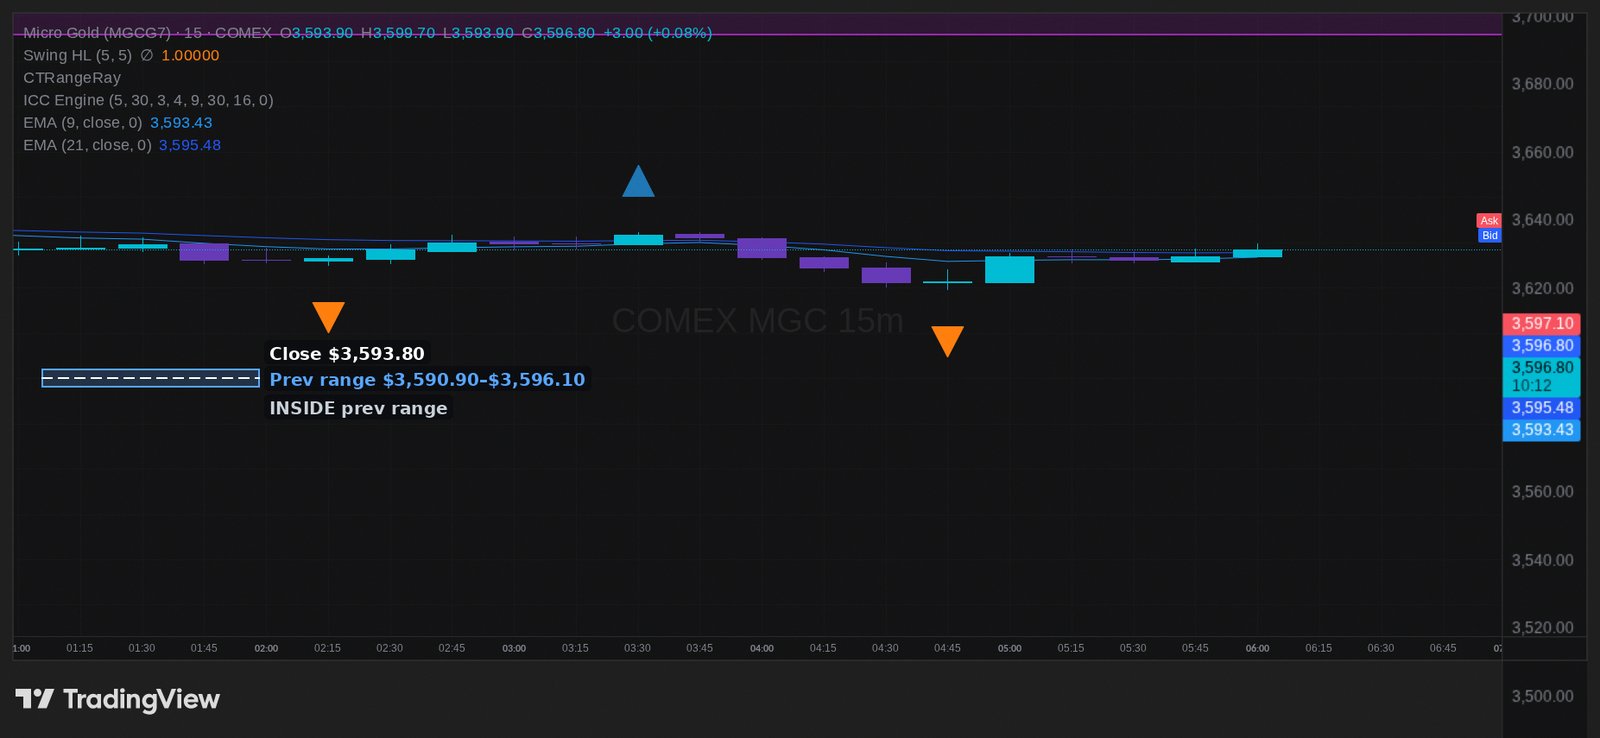 Micro Gold (MGCG7) · 15 · COMEX O3,593.90 H3,599.70 L3,593.90 C3,596.80 +3.00 (+0.08%)
Swing HL (5, 5) ∅ 1.00000
CTRangeRay
ICC Engine (5, 30, 3, 4, 9, 30, 16, 0)
EMA (9, close, 0) 3,593.43
EMA (21, close, 0) 3,595.48
3,700.00
3,680.00
3,660.00
3,640.00
Ask
Bid
3,620.00
COMEX MGC 15m
3,597.10
3,596.80
3,596.80
10:12
3,595.48
3,593.43
Close $3,593.80
Prev range $3,590.90–$3,596.10
INSIDE prev range
3,560.00
3,540.00
3,520.00
3,500.00
1:00 01:15 01:30 01:45 02:00 02:15 02:30 02:45 03:00 03:15 03:30 03:45 04:00 04:15 04:30 04:45 05:00 05:15 05:30 05:45 06:00 06:15 06:30 06:45 07
TradingView